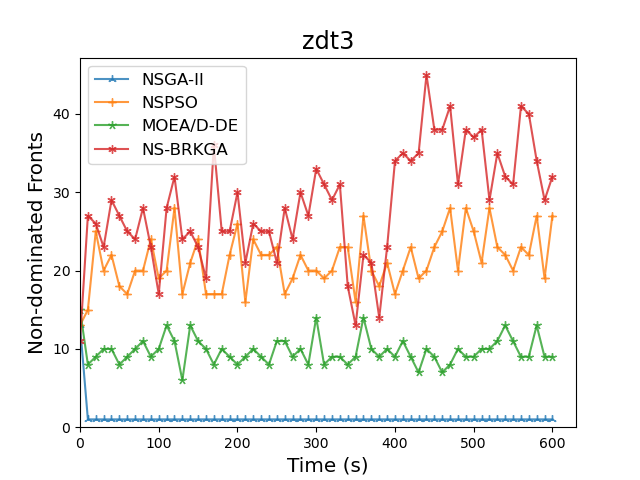 zdt3
NSGA-II
NSPSO
MOEA/D-DE
NS-BRKGA
Non-dominated Fronts
40
30
20
10
0
0 100 200 300 400 500 600
Time (s)